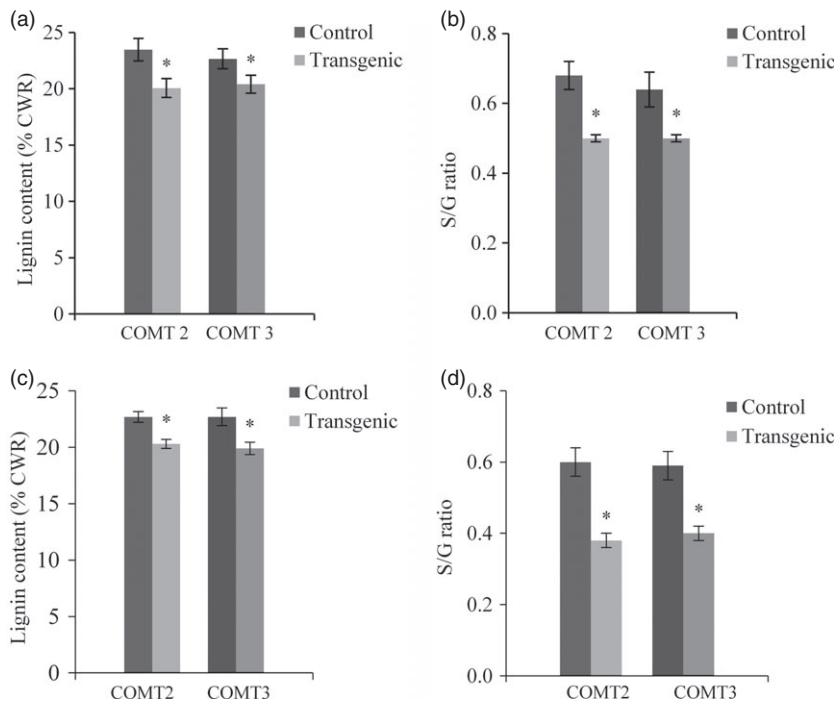 (a)
Lignin content (% CWR)
25
20
15
10
5
0
*
*
Control
Transgenic
COMT 2
COMT 3
(b)
S/G ratio
0.8
0.6
0.4
0.2
0.0
*
*
Control
Transgenic
COMT 2
COMT 3
(c)
Lignin content (% CWR)
25
20
15
10
5
0
*
*
Control
Transgenic
COMT2
COMT3
(d)
S/G ratio
0.8
0.6
0.4
0.2
0.0
*
*
Control
Transgenic
COMT2
COMT3